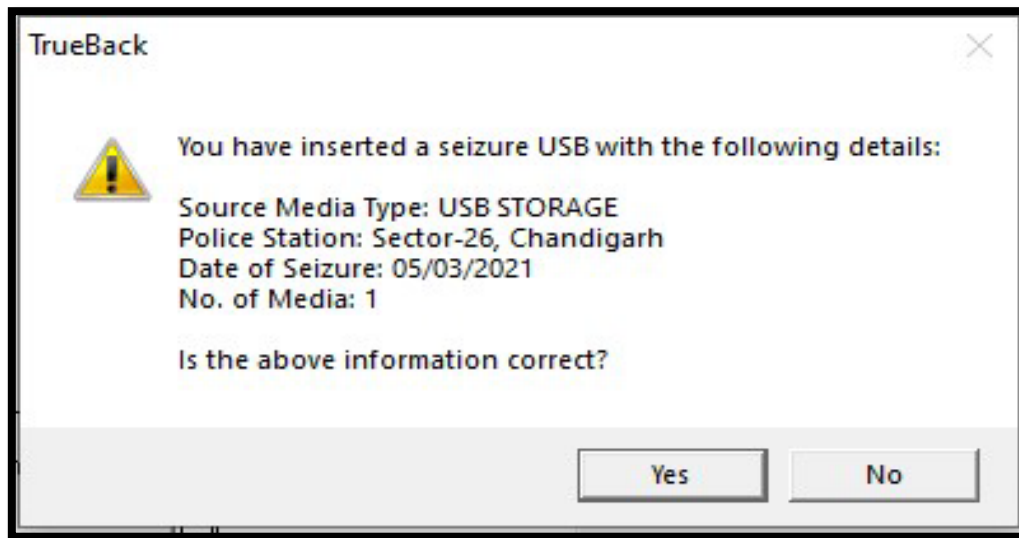 TrueBack
You have inserted a seizure USB with the following details:
Source Media Type: USB STORAGE
Police Station: Sector-26, Chandigarh
Date of Seizure: 05/03/2021
No. of Media: 1
Is the above information correct?
Yes
No